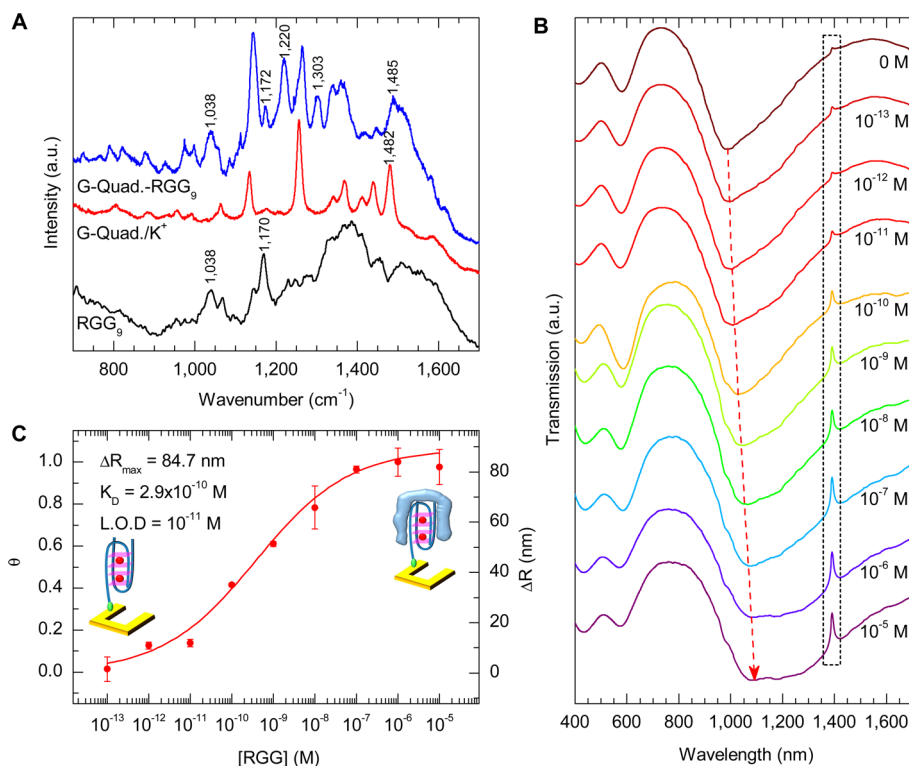 A
Intensity (a.u.)
1,038
1,172
1,220
1,303
1,485
G-Quad.-RGG₉
1,482
G-Quad./K⁺
1,038
1,170
RGG₉
800 1,000 1,200 1,400 1,600
Wavenumber (cm⁻¹)
B
Transmission (a.u.)
0 M
10⁻¹³
10⁻¹²
10⁻¹¹
10⁻¹⁰
10⁻⁹
10⁻⁸
10⁻⁷
10⁻⁶
10⁻⁵
400 600 800 1,000 1,200 1,400 1,600
Wavelength (nm)
C
θ
1.0
0.8
0.6
0.4
0.2
0.0
ΔR_max = 84.7 nm
K_D = 2.9x10⁻¹⁰ M
L.O.D = 10⁻¹¹ M
80
60
40
20
0
ΔR (nm)
10⁻¹³ 10⁻¹² 10⁻¹¹ 10⁻¹⁰ 10⁻⁹ 10⁻⁸ 10⁻⁷ 10⁻⁶ 10⁻⁵
[RGG] (M)